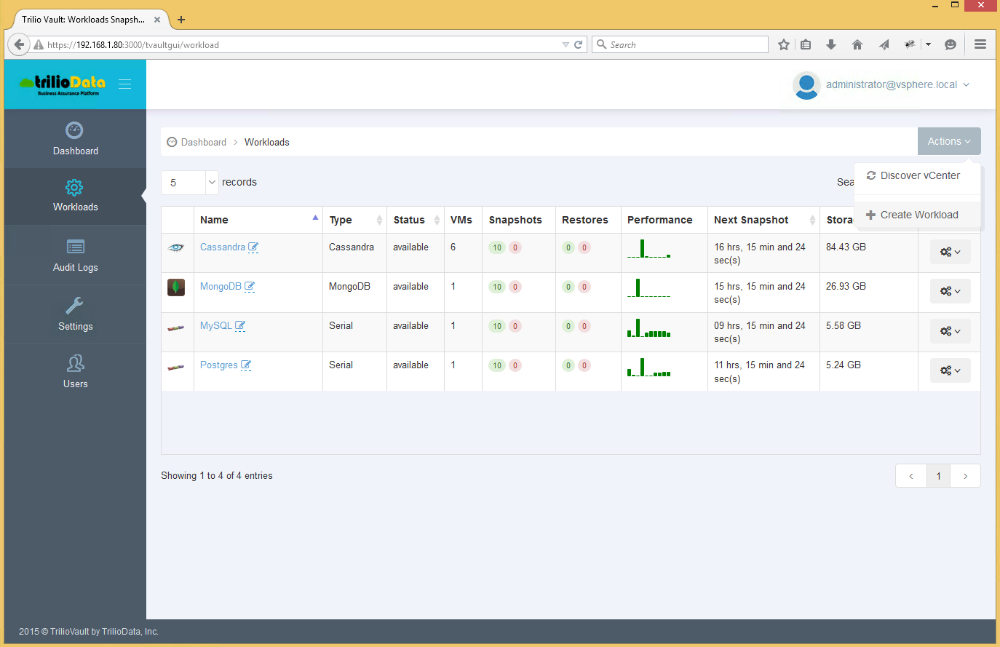 Trilio Vault: Workloads Snapsh...
https://192.168.1.80:3000/tvaultgui/workload
Search
trilioData
Business Assurance Platform
administrator@vsphere.local
Dashboard
Workloads
Audit Logs
Settings
Users
Dashboard > Workloads
Actions
Discover vCenter
Create Workload
5 records
Sea
Name Type Status VMs Snapshots Restores Performance Next Snapshot Stora
Cassandra Cassandra available 6 10 0 0 0 16 hrs, 15 min and 24 84.43 GB
sec(s)
MongoDB MongoDB available 1 10 0 0 0 15 hrs, 15 min and 24 26.93 GB
sec(s)
MySQL Serial available 1 10 0 0 0 09 hrs, 15 min and 24 5.58 GB
sec(s)
Postgres Serial available 1 10 0 0 0 11 hrs, 15 min and 24 5.24 GB
sec(s)
Showing 1 to 4 of 4 entries
< 1 >
2015 © TrilioVault by TrilioData, Inc.